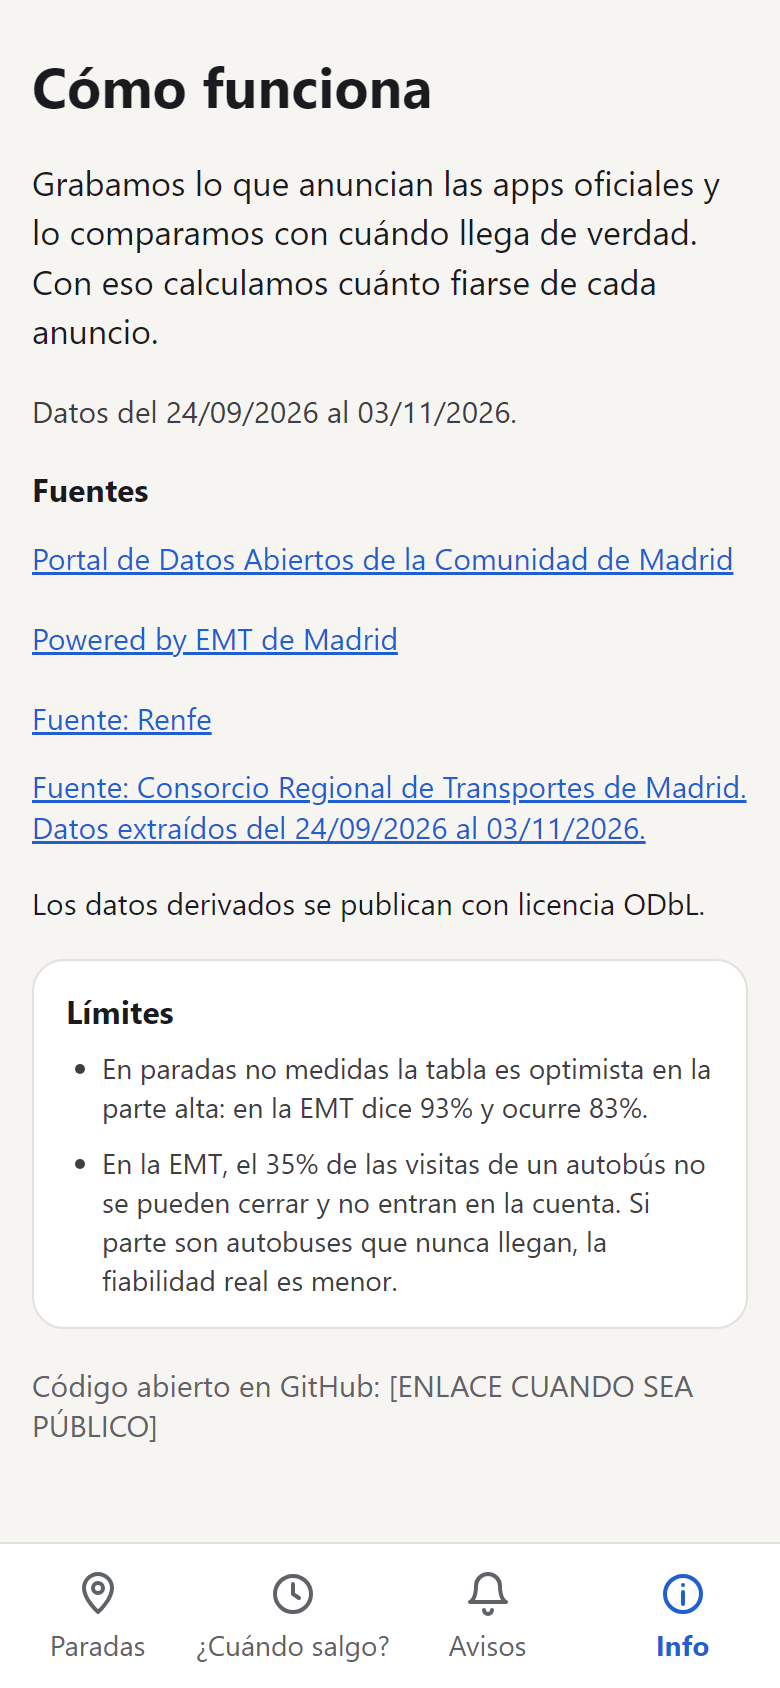 Cómo funciona
Grabamos lo que anuncian las apps oficiales y
lo comparamos con cuándo llega de verdad.
Con eso calculamos cuánto fiarse de cada
anuncio.
Datos del 24/09/2026 al 03/11/2026.
Fuentes
Portal de Datos Abiertos de la Comunidad de Madrid
Powered by EMT de Madrid
Fuente: Renfe
Fuente: Consorcio Regional de Transportes de Madrid.
Datos extraídos del 24/09/2026 al 03/11/2026.
Los datos derivados se publican con licencia ODbL.
Límites
• En paradas no medidas la tabla es optimista en la
parte alta: en la EMT dice 93% y ocurre 83%.
• En la EMT, el 35% de las visitas de un autobús no
se pueden cerrar y no entran en la cuenta. Si
parte son autobuses que nunca llegan, la
fiabilidad real es menor.
Código abierto en GitHub: [ENLACE CUANDO SEA
PÚBLICO]
Paradas
¿Cuándo salgo?
Avisos
Info